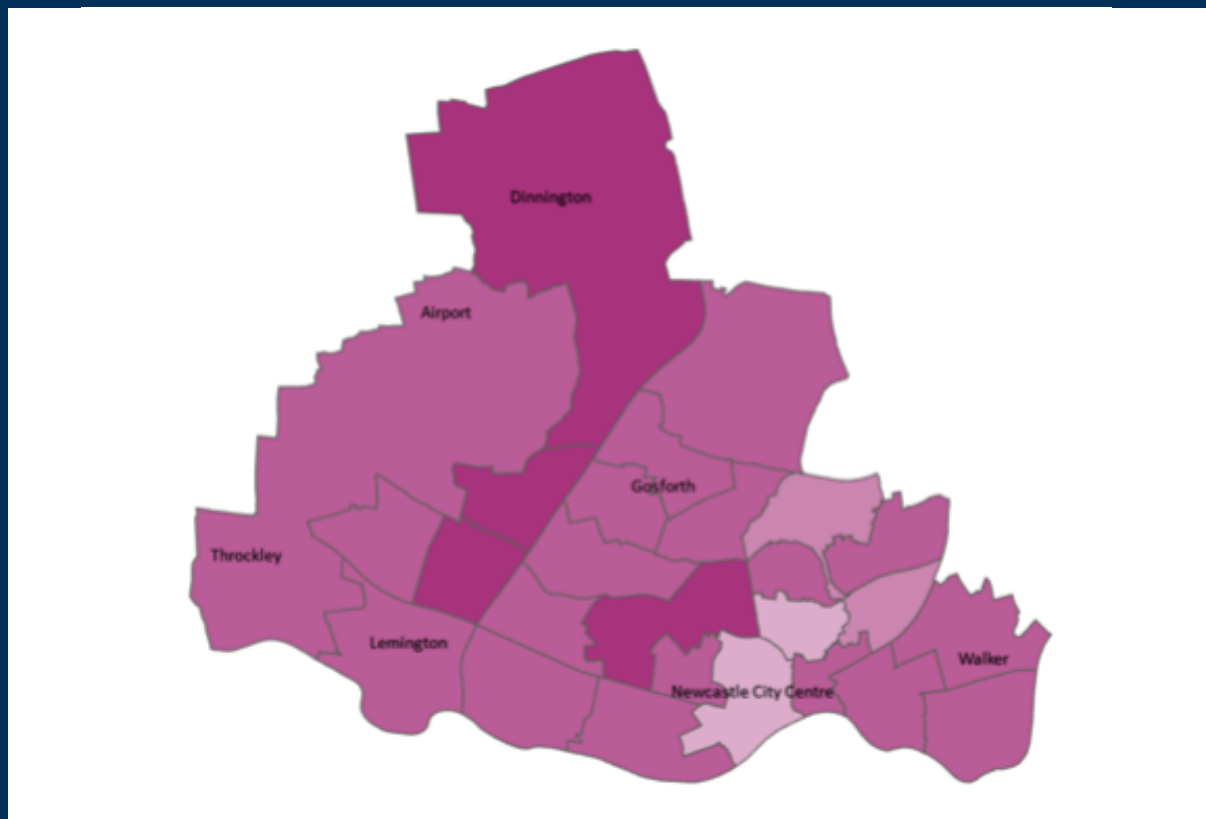 Dinnington
Airport
Gosforth
Throckley
Lemington
Walker
Newcastle City Centre